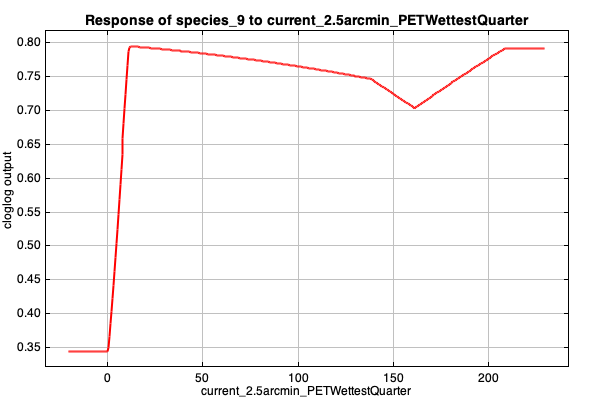 Response of species_9 to current_2.5arcmin_PETWettestQuarter
0.80
0.75
0.70
0.65
0.60
0.55
0.50
0.45
0.40
0.35
cloglog output
0 50 100 150 200
current_2.5arcmin_PETWettestQuarter